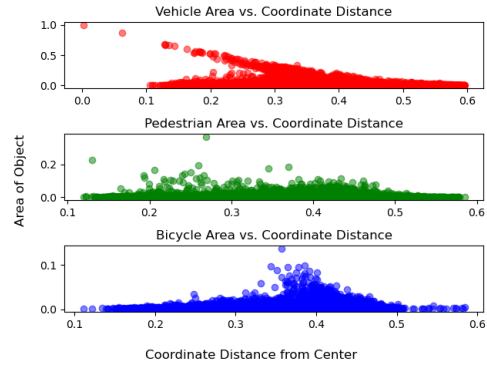 Vehicle Area vs. Coordinate Distance
1.0
0.5
0.0
0.0 0.1 0.2 0.3 0.4 0.5 0.6
Pedestrian Area vs. Coordinate Distance
0.2
0.0
0.1 0.2 0.3 0.4 0.5 0.6
Area of Object
Bicycle Area vs. Coordinate Distance
0.1
0.0
0.1 0.2 0.3 0.4 0.5 0.6
Coordinate Distance from Center